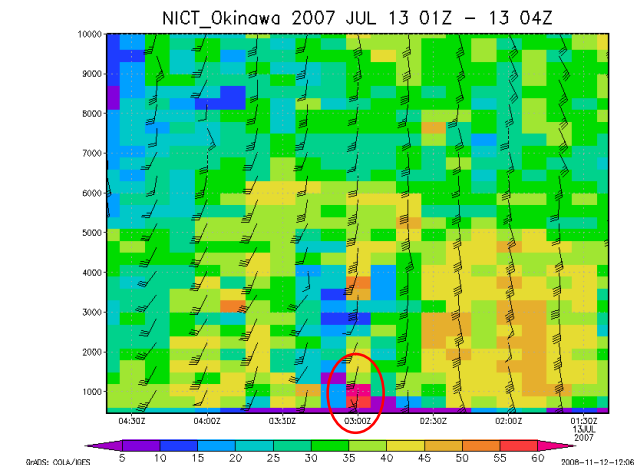 NICT_Okinawa 2007 JUL 13 01Z – 13 04Z
10000
9000
8000
7000
6000
5000
4000
3000
2000
1000
04:30Z 04:00Z 03:30Z 03:00Z 02:30Z 02:00Z 01:30Z
13JUL
2007
5 10 15 20 25 30 35 40 45 50 55 60
GrADS: COLA/IGES 2008-11-12-12:06